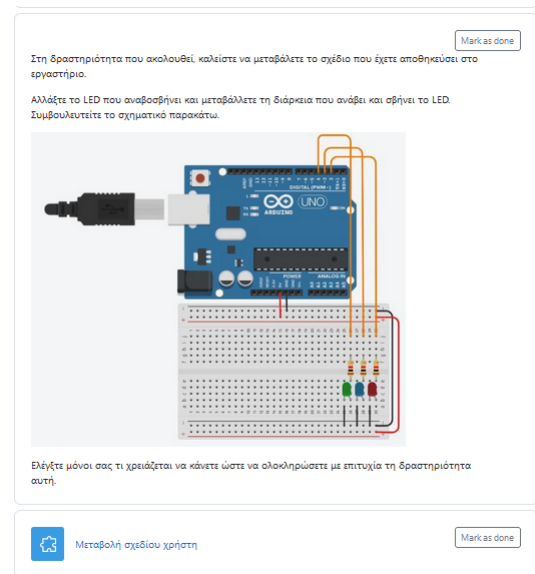 Mark as done
Στη δραστηριότητα που ακολουθεί, καλείστε να μεταβάλετε το σχέδιο που έχετε αποθηκεύσει στο
εργαστήριο.
Αλλάξτε το LED που αναβοσβήνει και μεταβάλλετε τη διάρκεια που ανάβει και σβήνει το LED.
Συμβουλευτείτε το σχηματικό παρακάτω.
DIGITAL (PWM~)
UNO
ARDUINO
POWER ANALOG IN
Ελέγξτε μόνοι σας τι χρειάζεται να κάνετε ώστε να ολοκληρώσετε με επιτυχία τη δραστηριότητα
αυτή.
Mark as done
Μεταβολή σχεδίου χρήστη